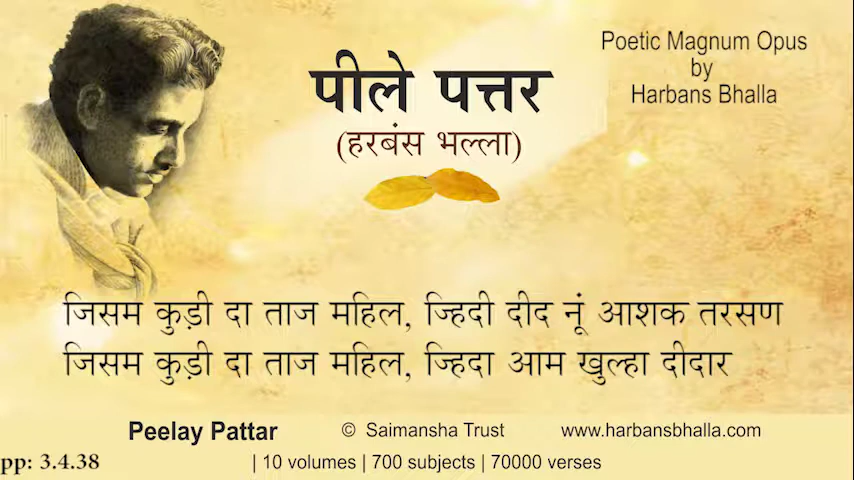 पीले पत्तर
(हरबंस भल्ला)
Poetic Magnum Opus
by
Harbans Bhalla
जिसम कुड़ी दा ताज महिल, ज्हिदी दीद नूं आशक तरसण
जिसम कुड़ी दा ताज महिल, ज्हिदा आम खुल्हा दीदार
Peelay Pattar © Saimansha Trust www.harbansbhalla.com
pp: 3.4.38 | 10 volumes | 700 subjects | 70000 verses